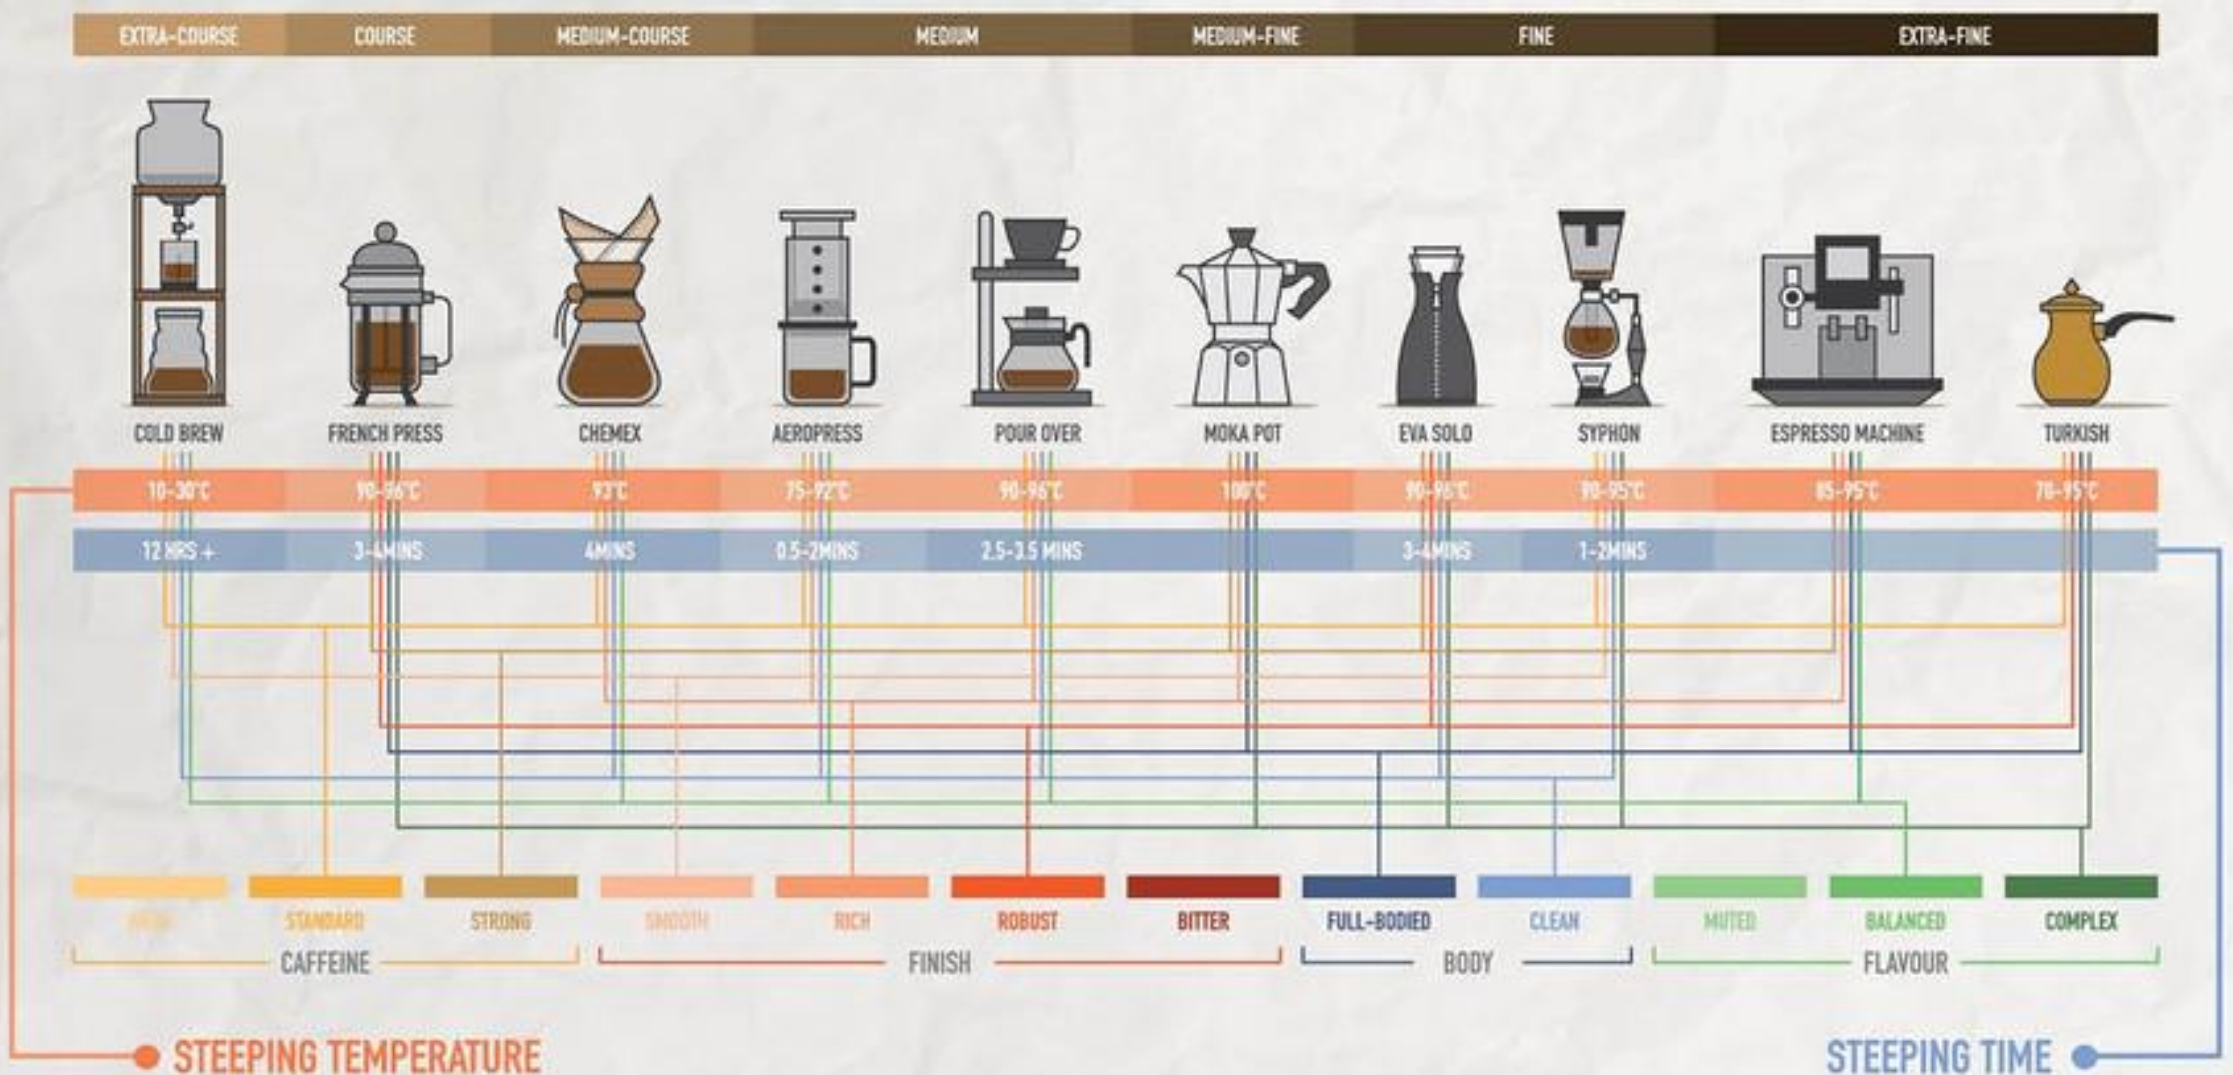 EXTRA-COURSE COURSE MEDIUM-COURSE MEDIUM MEDIUM-FINE FINE EXTRA-FINE
COLD BREW FRENCH PRESS CHEMEX AEROPRESS POUR OVER MOKA POT EVA SOLO SYPHON ESPRESSO MACHINE TURKISH
10-30°C 90-96°C 93°C 75-92°C 90-96°C 100°C 90-96°C 90-95°C 85-95°C 70-95°C
12 HRS + 3-4MINS 4MINS 0.5-2MINS 2.5-3.5 MINS 3-4MINS 1-2MINS
STANDARD STRONG SMOOTH RICH ROBUST BITTER FULL-BODIED CLEAN MUTED BALANCED COMPLEX
CAFFEINE FINISH BODY FLAVOUR
STEEPING TEMPERATURE STEEPING TIME